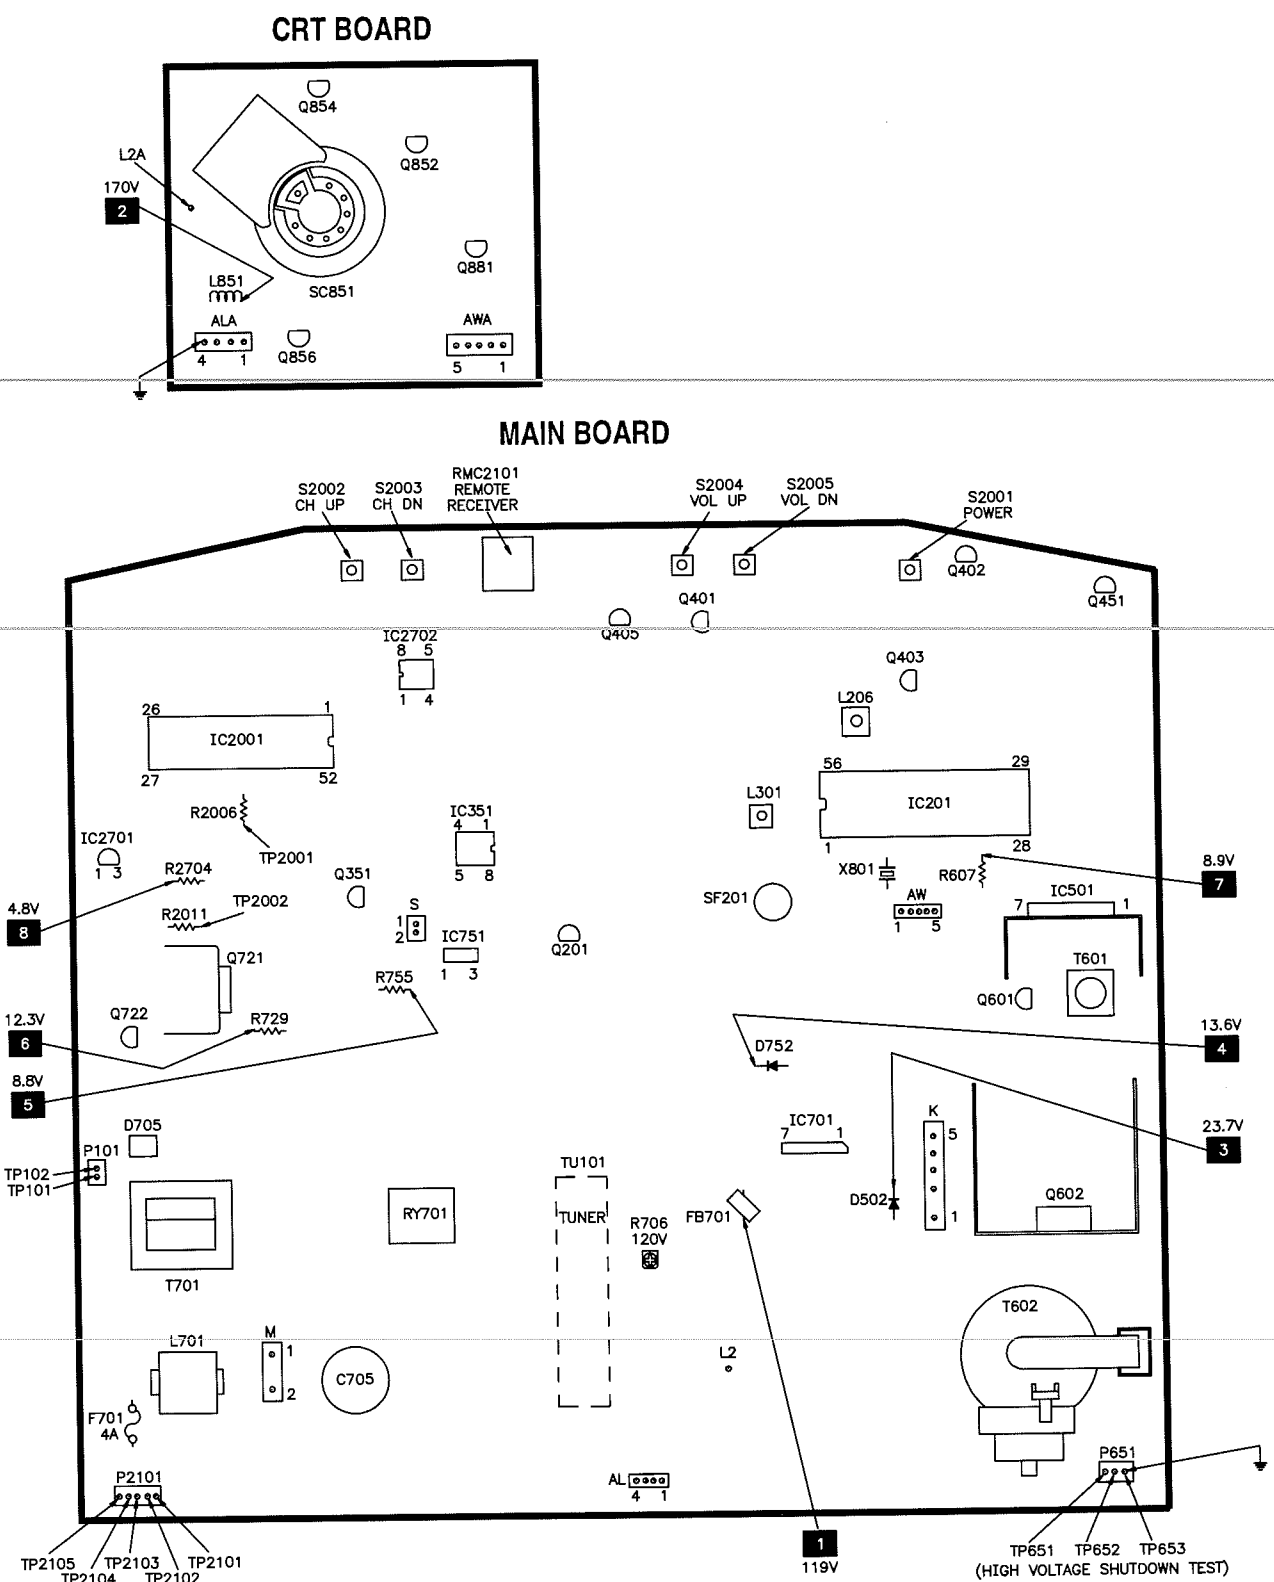 CRT BOARD
Q854
Q852
L2A
170V
2
Q881
L851
SC851
ALA
AWA
4 1
Q856
5 1
MAIN BOARD
S2002
CH UP
S2003
CH DN
RMC2101
REMOTE
RECEIVER
S2004
VOL UP
S2005
VOL DN
S2001
POWER
Q402
Q451
Q401
Q405
IC2702
8 5
1 4
Q403
L206
26 1
IC2001
27 52
56 29
IC201
1 28
L301
R2006
TP2001
IC351
4 1
5 8
IC2701
1 3
R2704
Q351
X801
R607
8.9V
7
SF201
AW
1 5
IC501
7 1
4.8V
8
R2011
TP2002
S
1
2
IC751
1 3
Q201
Q721
R755
T601
Q601
Q722
12.3V
6
R729
13.6V
4
D752
8.8V
5
D705
P101
TP102
TP101
IC701
7 1
K
5
1
23.7V
3
TU101
TUNER
D502
Q602
RY701
R706
120V
FB701
T701
T602
L701
M
1
2
C705
L2
F701
4A
P2101
AL
4 1
P651
1
119V
TP2105
TP2104
TP2103
TP2102
TP2101
TP651 TP652 TP653
(HIGH VOLTAGE SHUTDOWN TEST)